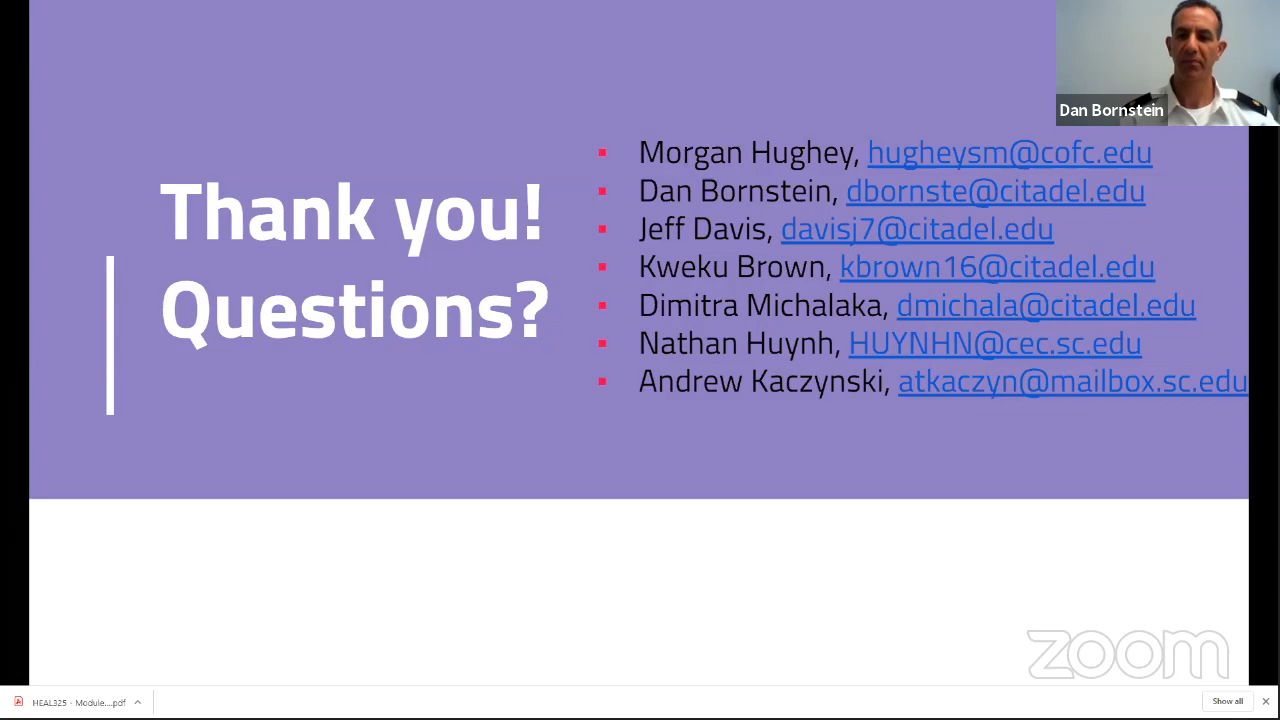 Dan Bornstein
Thank you!
Questions?
▪ Morgan Hughey, hugheysm@cofc.edu
▪ Dan Bornstein, dbornste@citadel.edu
▪ Jeff Davis, davisj7@citadel.edu
▪ Kweku Brown, kbrown16@citadel.edu
▪ Dimitra Michalaka, dmichala@citadel.edu
▪ Nathan Huynh, HUYNHN@cec.sc.edu
▪ Andrew Kaczynski, atkaczyn@mailbox.sc.edu
zoom
HEAL325 - Module....pdf
Show all